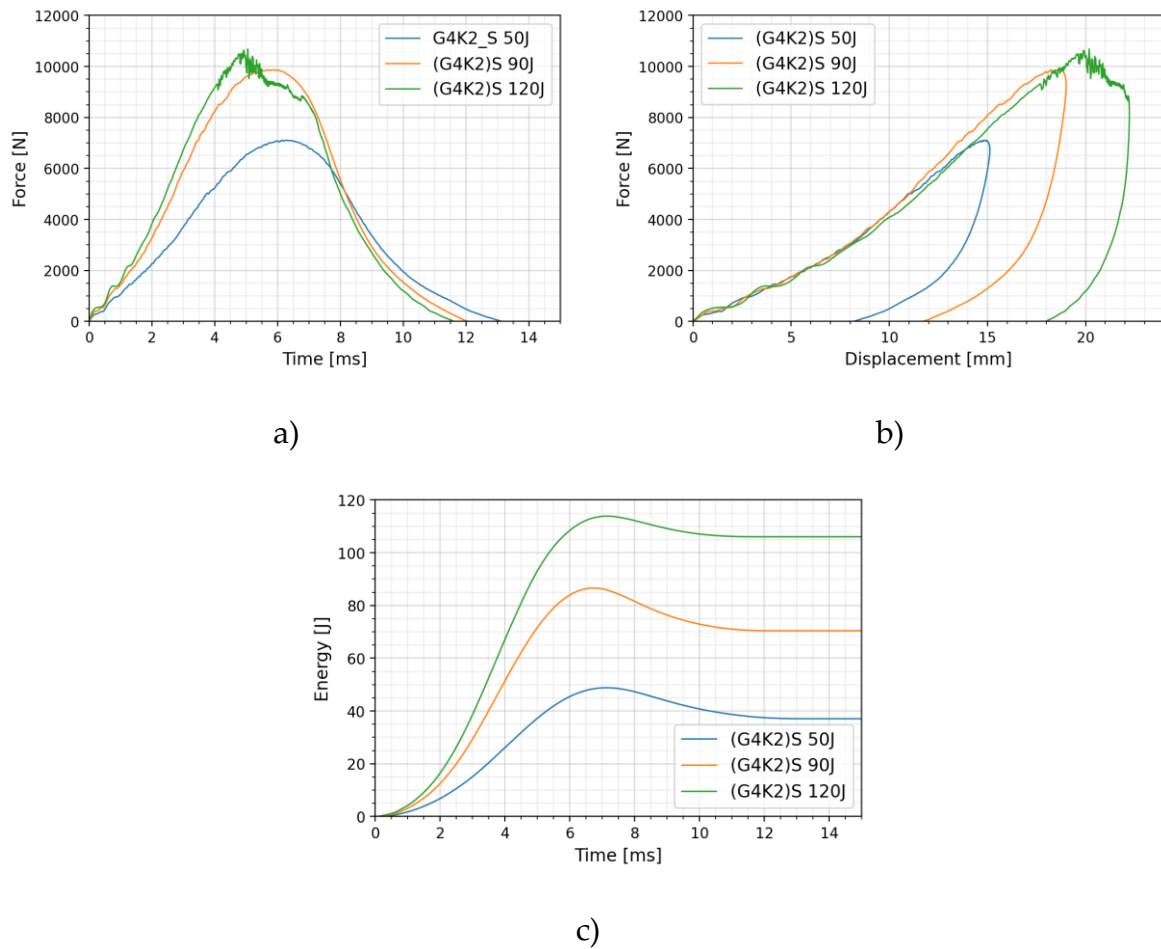 12000
10000
8000
6000
4000
2000
0
Force [N]
G4K2_S 50J
(G4K2)S 90J
(G4K2)S 120J
0 2 4 6 8 10 12 14
Time [ms]
a)
12000
10000
8000
6000
4000
2000
0
Force [N]
(G4K2)S 50J
(G4K2)S 90J
(G4K2)S 120J
0 5 10 15 20
Displacement [mm]
b)
120
100
80
60
40
20
0
Energy [J]
(G4K2)S 50J
(G4K2)S 90J
(G4K2)S 120J
0 2 4 6 8 10 12 14
Time [ms]
c)